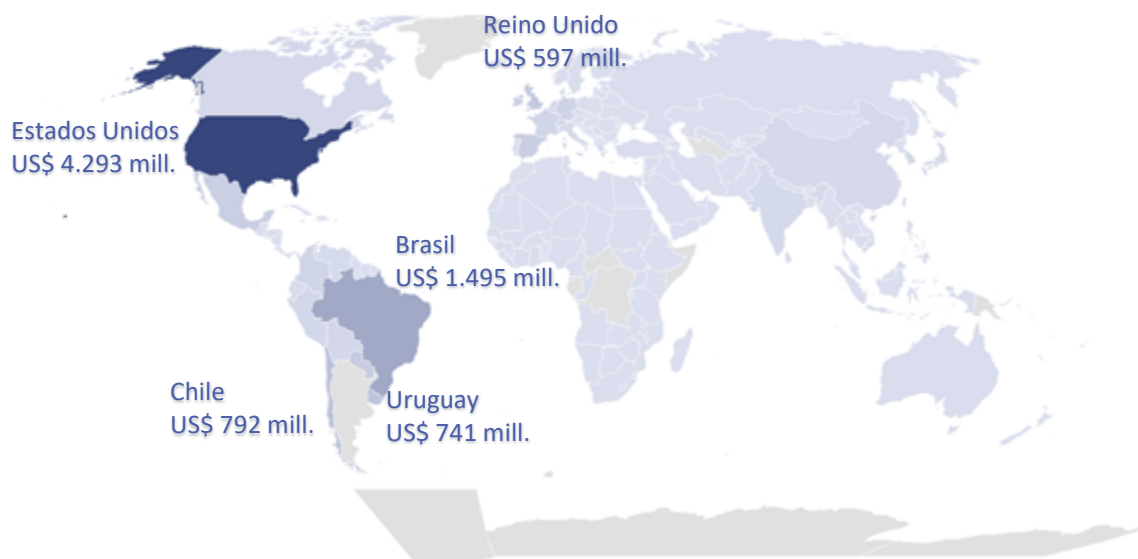 Reino Unido
US$ 597 mill.
Estados Unidos
US$ 4.293 mill.
Brasil
US$ 1.495 mill.
Chile
US$ 792 mill.
Uruguay
US$ 741 mill.